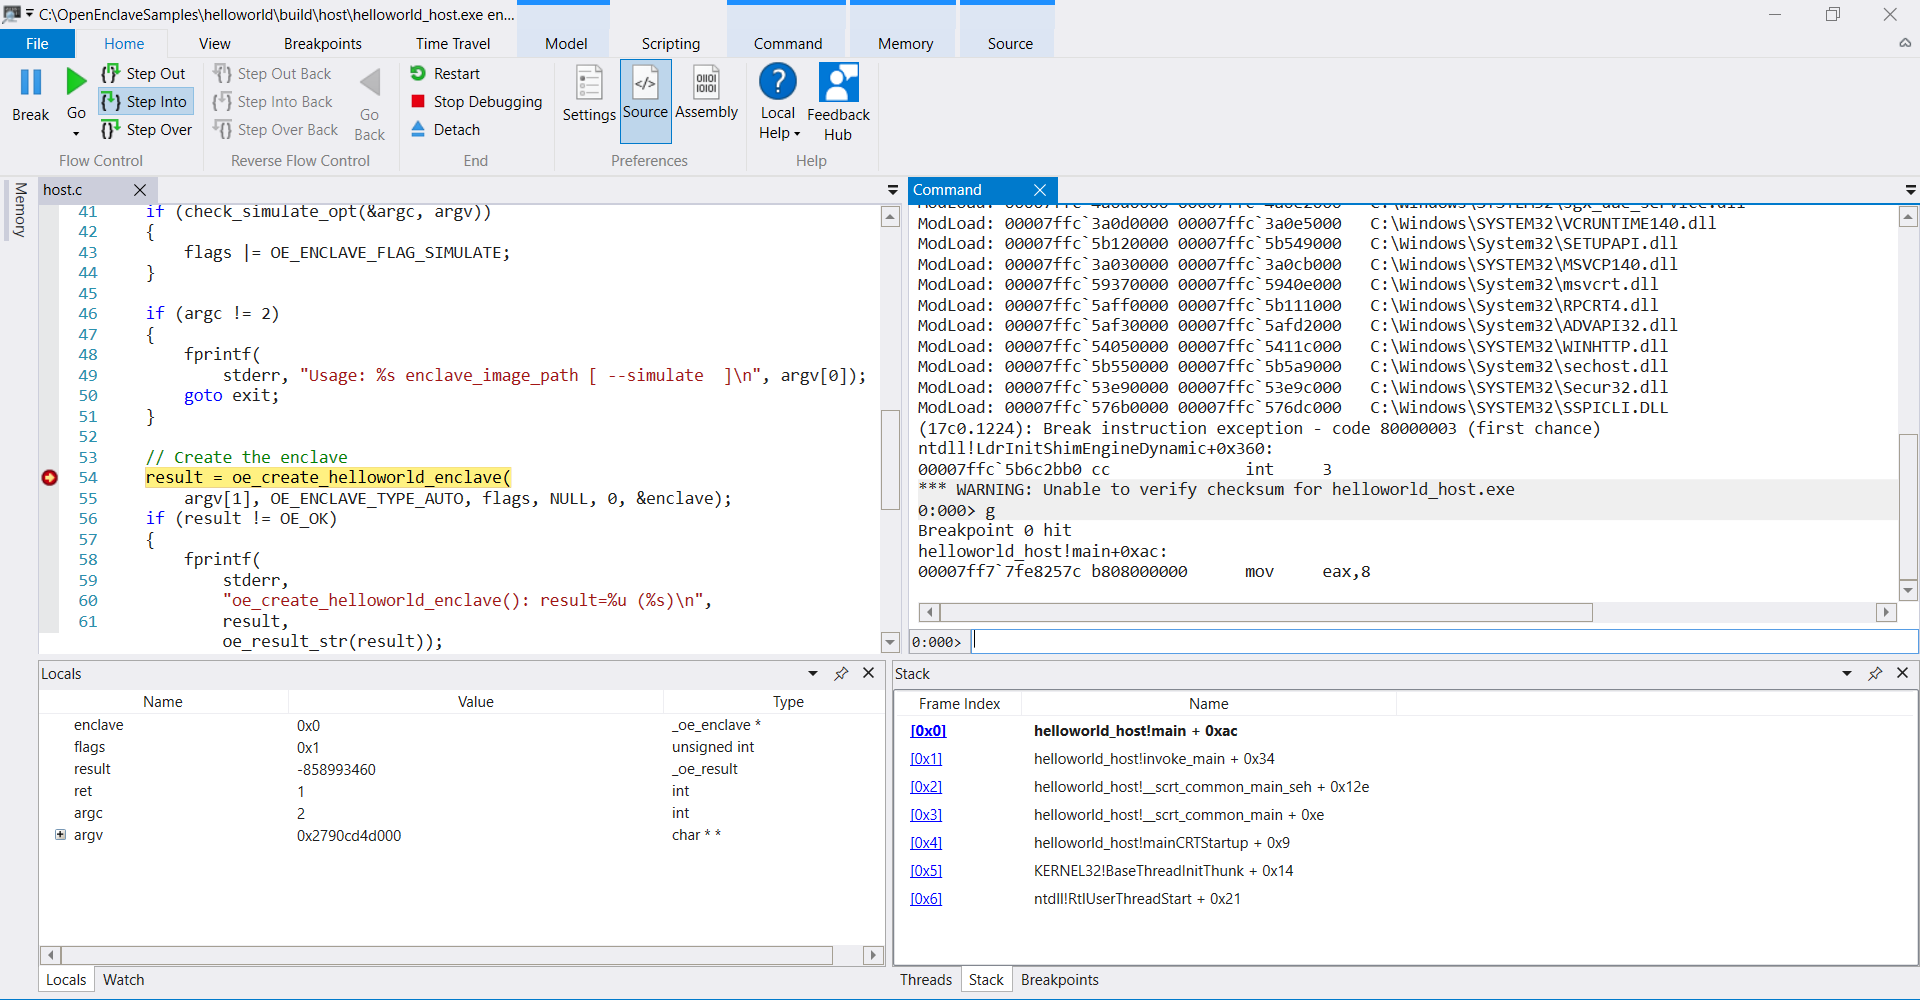 C:\OpenEnclaveSamples\helloworld\build\host\helloworld_host.exe en...
File Home View Breakpoints Time Travel Model Scripting Command Memory Source
Break
Go
Step Out
Step Into
Step Over
Flow Control
Step Out Back
Step Into Back
Step Over Back
Go Back
Reverse Flow Control
Restart
Stop Debugging
Detach
End
Settings
Source
Assembly
Preferences
Local Help
Feedback Hub
Help
Memory
host.c
41 if (check_simulate_opt(&argc, argv))
42 {
43 flags |= OE_ENCLAVE_FLAG_SIMULATE;
44 }
45
46 if (argc != 2)
47 {
48 fprintf(
49 stderr, "Usage: %s enclave_image_path [ --simulate  ]\n", argv[0]);
50 goto exit;
51 }
52
53 // Create the enclave
54 result = oe_create_helloworld_enclave(
55 argv[1], OE_ENCLAVE_TYPE_AUTO, flags, NULL, 0, &enclave);
56 if (result != OE_OK)
57 {
58 fprintf(
59 stderr,
60 "oe_create_helloworld_enclave(): result=%u (%s)\n",
61 result,
oe_result_str(result));
Command
ModLoad: 00007ffc`3a0d0000 00007ffc`3a0e5000   C:\Windows\SYSTEM32\VCRUNTIME140.dll
ModLoad: 00007ffc`5b120000 00007ffc`5b549000   C:\Windows\System32\SETUPAPI.dll
ModLoad: 00007ffc`3a030000 00007ffc`3a0cb000   C:\Windows\SYSTEM32\MSVCP140.dll
ModLoad: 00007ffc`59370000 00007ffc`5940e000   C:\Windows\System32\msvcrt.dll
ModLoad: 00007ffc`5aff0000 00007ffc`5b111000   C:\Windows\System32\RPCRT4.dll
ModLoad: 00007ffc`5af30000 00007ffc`5afd2000   C:\Windows\System32\ADVAPI32.dll
ModLoad: 00007ffc`54050000 00007ffc`5411c000   C:\Windows\SYSTEM32\WINHTTP.dll
ModLoad: 00007ffc`5b550000 00007ffc`5b5a9000   C:\Windows\System32\sechost.dll
ModLoad: 00007ffc`53e90000 00007ffc`53e9c000   C:\Windows\SYSTEM32\Secur32.dll
ModLoad: 00007ffc`576b0000 00007ffc`576dc000   C:\Windows\SYSTEM32\SSPICLI.DLL
(17c0.1224): Break instruction exception - code 80000003 (first chance)
ntdll!LdrInitShimEngineDynamic+0x360:
00007ffc`5b6c2bb0 cc              int     3
*** WARNING: Unable to verify checksum for helloworld_host.exe
0:000> g
Breakpoint 0 hit
helloworld_host!main+0xac:
00007ff7`7fe8257c b808000000      mov     eax,8
0:000>
Locals
Name Value Type
enclave 0x0 _oe_enclave *
flags 0x1 unsigned int
result -858993460 _oe_result
ret 1 int
argc 2 int
argv 0x2790cd4d000 char * *
Locals Watch
Stack
Frame Index Name
[0x0] helloworld_host!main + 0xac
[0x1] helloworld_host!invoke_main + 0x34
[0x2] helloworld_host!__scrt_common_main_seh + 0x12e
[0x3] helloworld_host!__scrt_common_main + 0xe
[0x4] helloworld_host!mainCRTStartup + 0x9
[0x5] KERNEL32!BaseThreadInitThunk + 0x14
[0x6] ntdll!RtlUserThreadStart + 0x21
Threads Stack Breakpoints